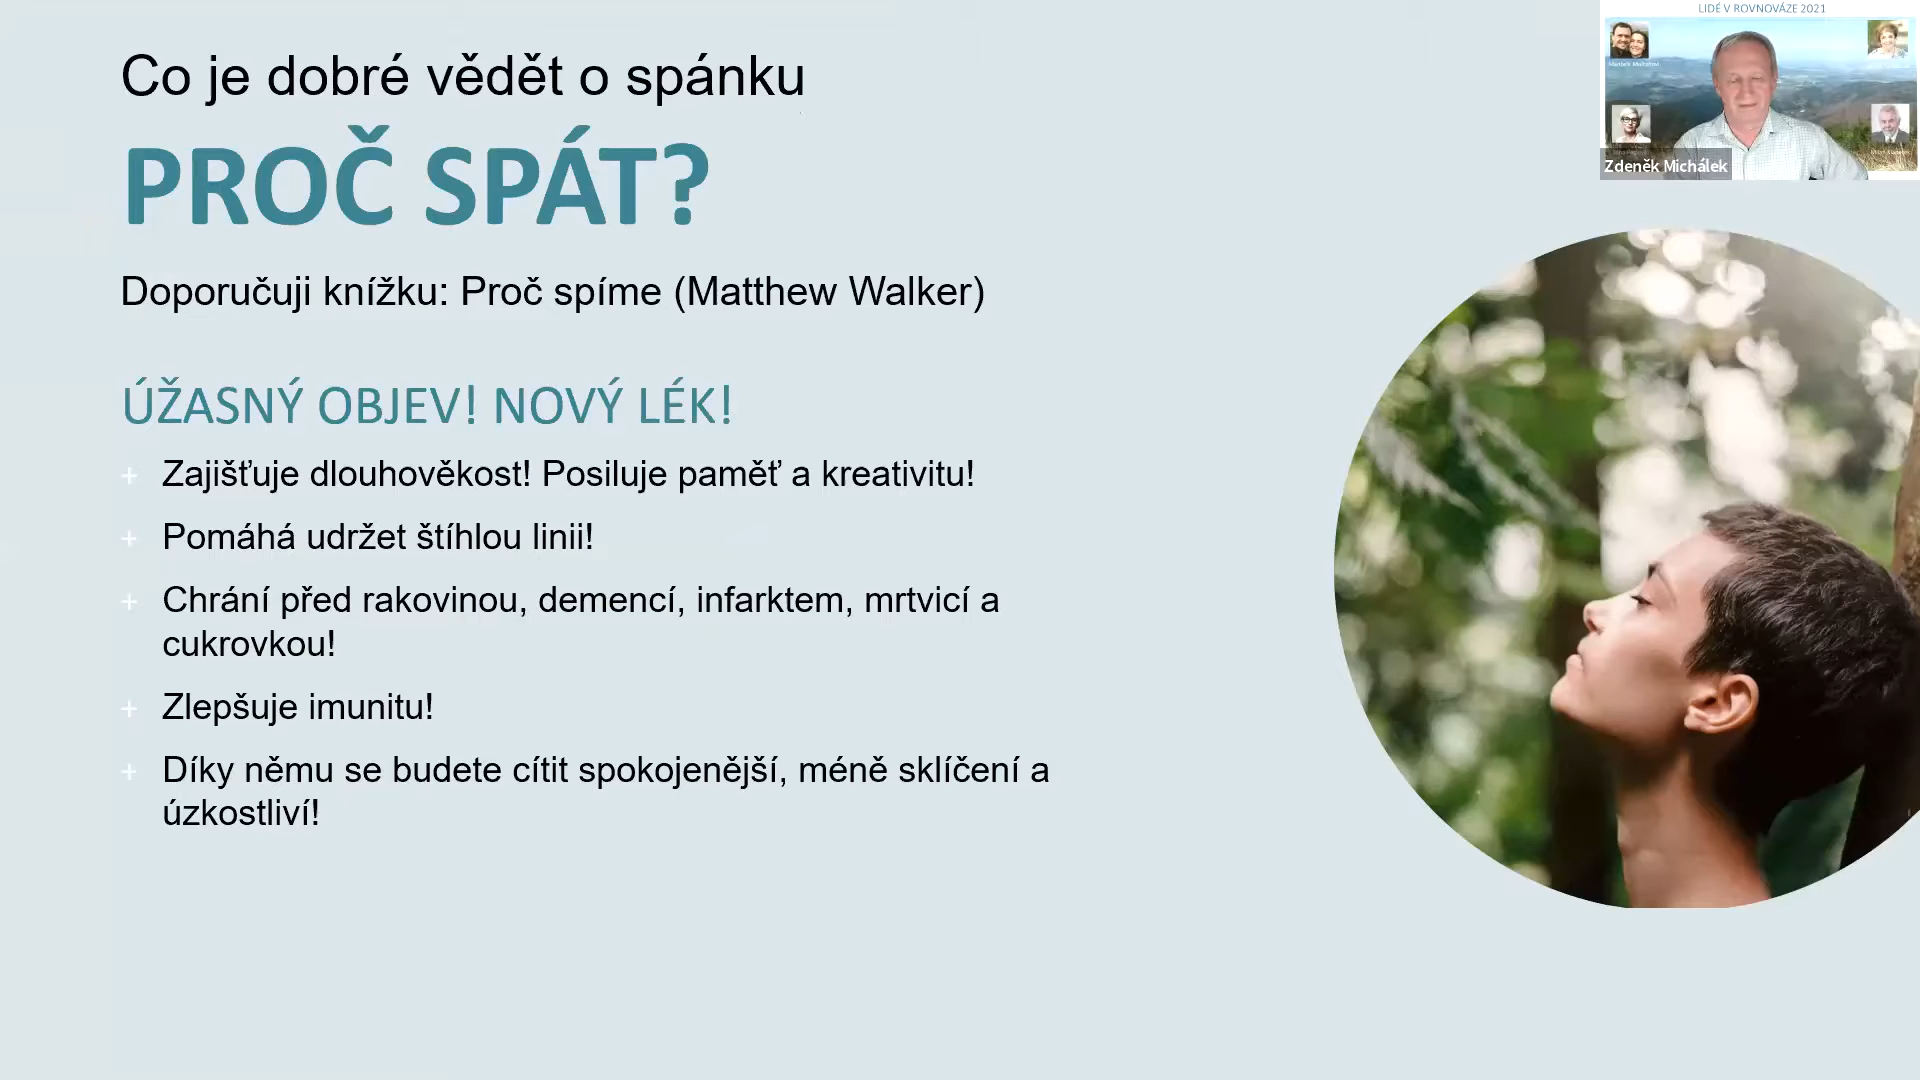 Co je dobré vědět o spánku
PROČ SPÁT?
Doporučuji knížku: Proč spíme (Matthew Walker)
ÚŽASNÝ OBJEV! NOVÝ LÉK!
+ Zajišťuje dlouhověkost! Posiluje paměť a kreativitu!
+ Pomáhá udržet štíhlou linii!
+ Chrání před rakovinou, demencí, infarktem, mrtvicí a
cukrovkou!
+ Zlepšuje imunitu!
+ Díky němu se budete cítit spokojenější, méně sklíčení a
úzkostliví!
LIDÉ V ROVNOVÁZE 2021
Zdeněk Michálek